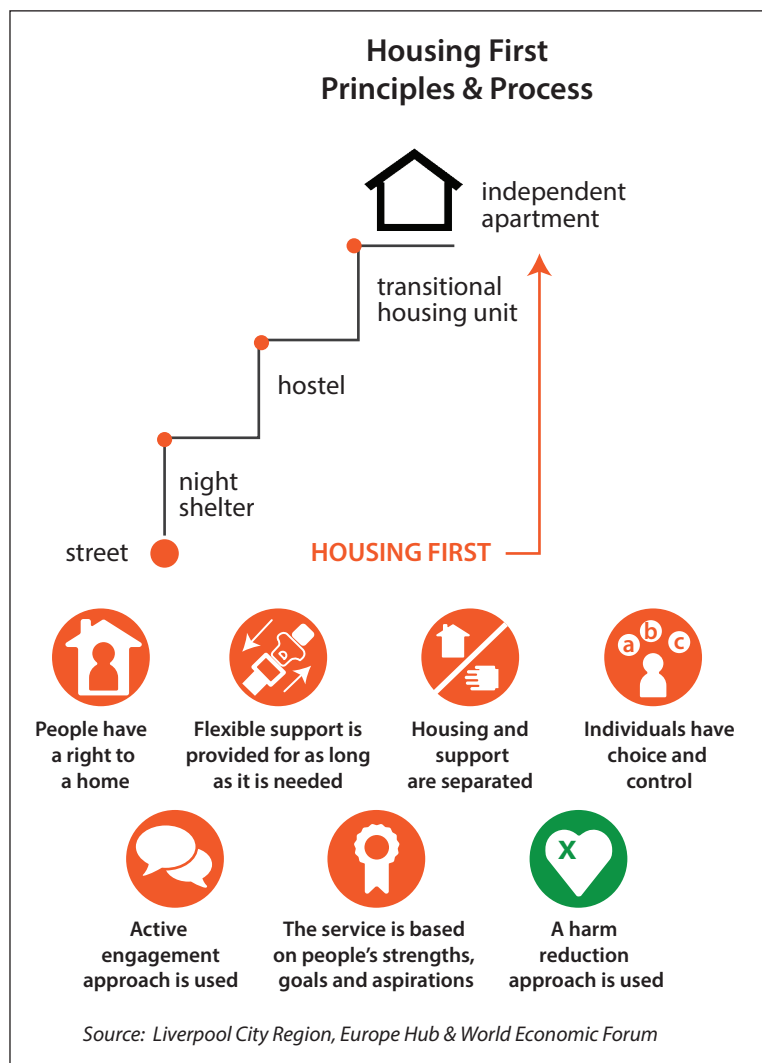 Housing First
Principles & Process
independent
apartment
transitional
housing unit
hostel
night
shelter
street
HOUSING FIRST
a
b
c
People have
a right to
a home
Flexible support is
provided for as long
as it is needed
Housing and
support
are separated
Individuals have
choice and
control
X
Active
engagement
approach is used
The service is based
on people's strengths,
goals and aspirations
A harm
reduction
approach is used
Source: Liverpool City Region, Europe Hub & World Economic Forum